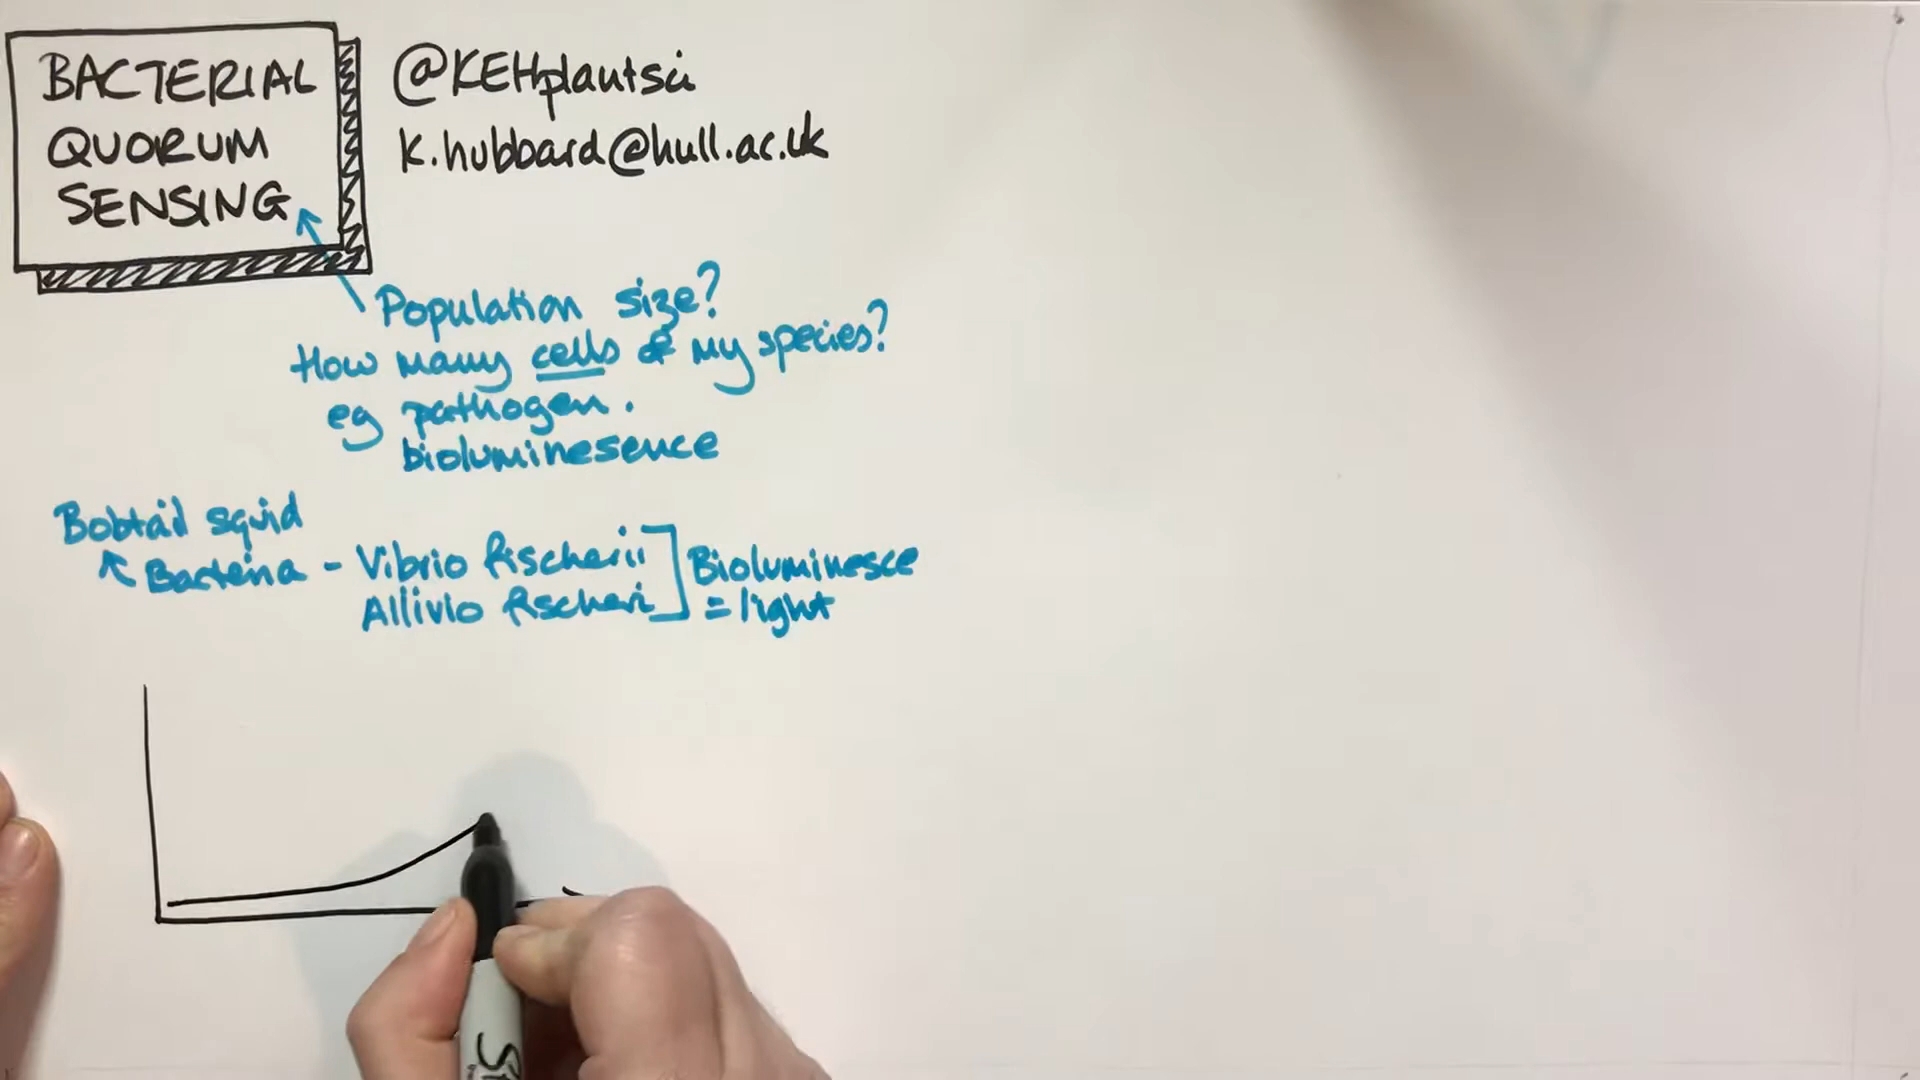 BACTERIAL
QUORUM
SENSING
@KEHplantsci
k.hubbard@hull.ac.uk
Population size?
How many cells of my species?
eg pathogen.
bioluminesence
Bobtail squid
Bacteria - Vibrio fischerii
Allivio fischeri
Bioluminesce
= light